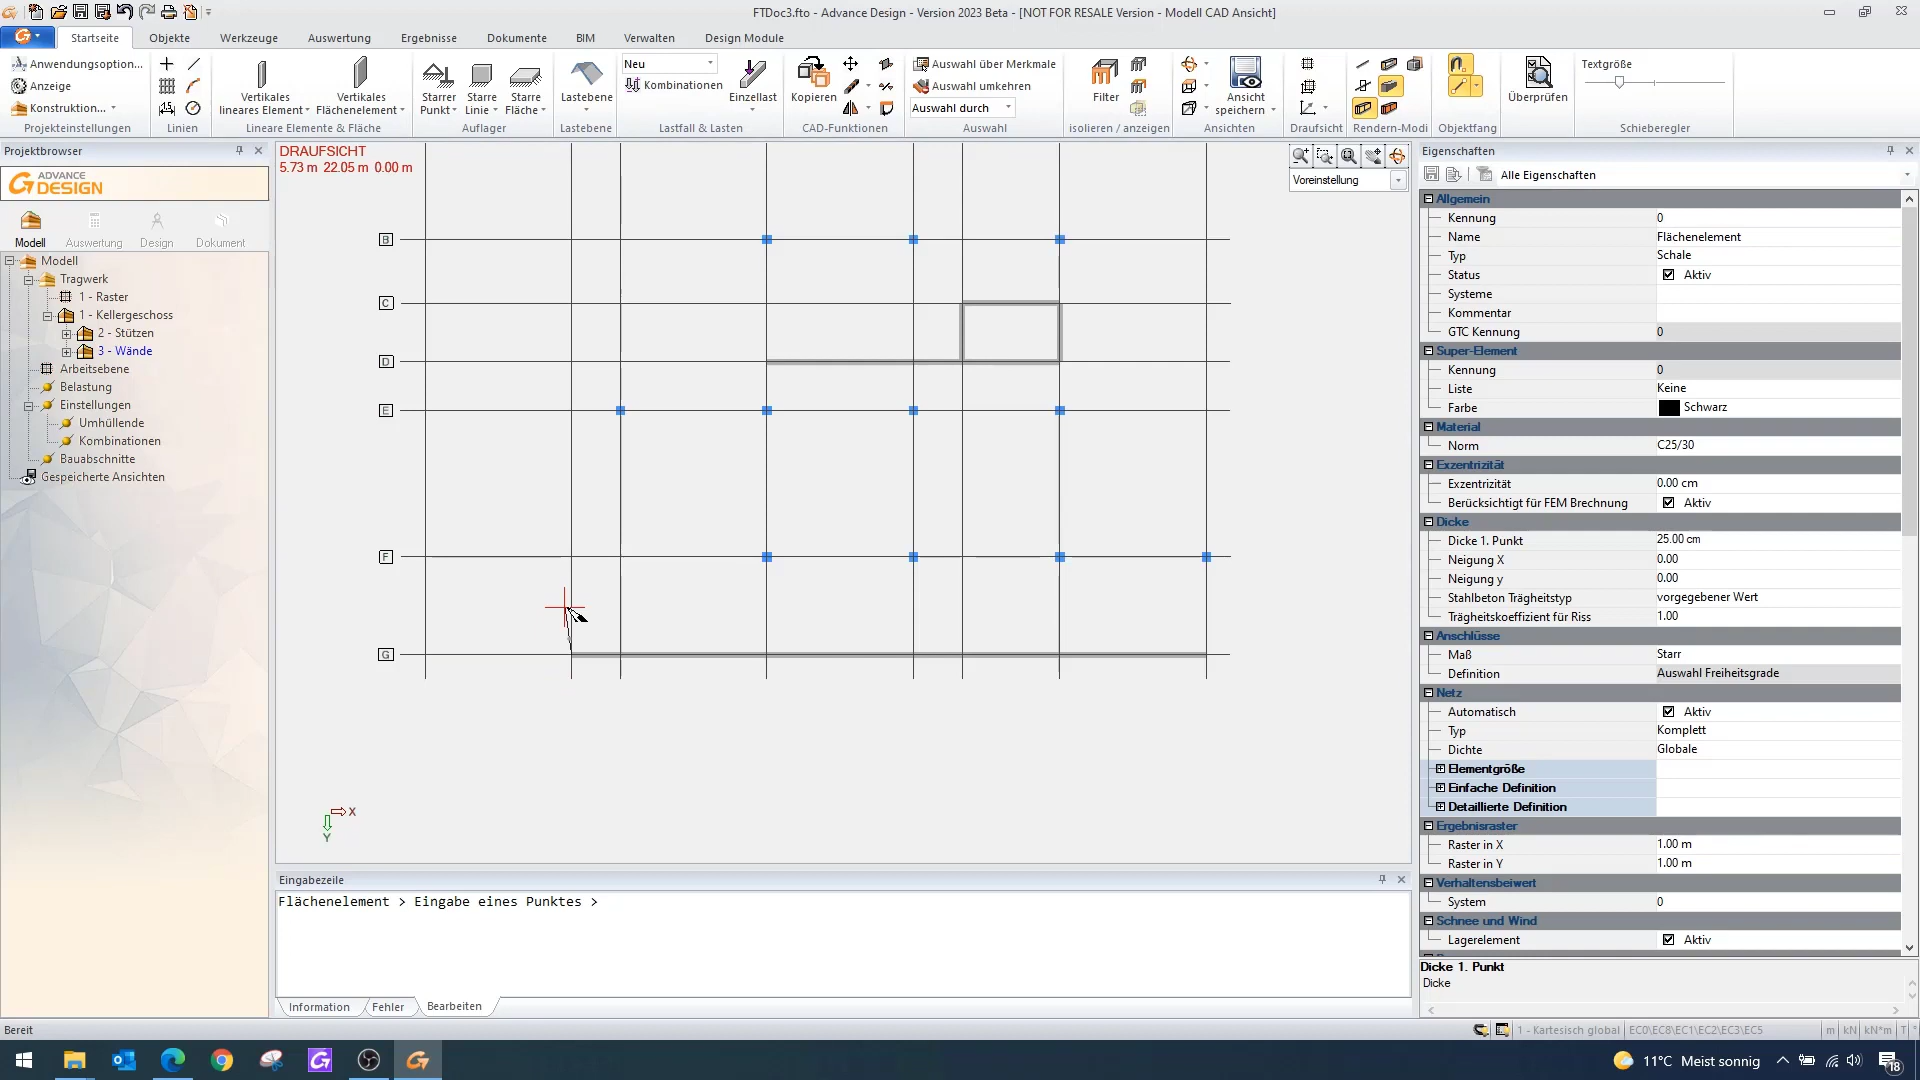 FTDoc3.fto - Advance Design - Version 2023 Beta - [NOT FOR RESALE Version - Modell CAD Ansicht]
Startseite Objekte Werkzeuge Auswertung Ergebnisse Dokumente BIM Verwalten Design Module
Anwendungsoption...
Anzeige
Konstruktion...
Projekteinstellungen
Linien
Vertikales lineares Element
Vertikales Flächenelement
Lineare Elemente & Fläche
Starrer Punkt
Starre Linie
Starre Fläche
Auflager
Lastebene
Lastebene
Neu
Kombinationen
Einzellast
Lastfall & Lasten
Kopieren
CAD-Funktionen
Auswahl über Merkmale
Auswahl umkehren
Auswahl durch
Auswahl
Filter
isolieren / anzeigen
Ansicht speichern
Ansichten
Draufsicht
Rendern-Modi
Objektfang
Überprüfen
Textgröße
Schieberegler
Projektbrowser
ADVANCE
DESIGN
Modell Auswertung Design Dokument
Modell
Tragwerk
1 - Raster
1 - Kellergeschoss
2 - Stützen
3 - Wände
Arbeitsebene
Belastung
Einstellungen
Umhüllende
Kombinationen
Bauabschnitte
Gespeicherte Ansichten
DRAUFSICHT
5.73 m 22.05 m 0.00 m
Voreinstellung
B
C
D
E
F
G
X
Y
Eingabezeile
Flächenelement > Eingabe eines Punktes >
Information Fehler Bearbeiten
Eigenschaften
Alle Eigenschaften
Allgemein
Kennung 0
Name Flächenelement
Typ Schale
Status Aktiv
Systeme
Kommentar
GTC Kennung 0
Super-Element
Kennung 0
Liste Keine
Farbe Schwarz
Material
Norm C25/30
Exzentrizität
Exzentrizität 0.00 cm
Berücksichtigt für FEM Brechnung Aktiv
Dicke
Dicke 1. Punkt 25.00 cm
Neigung X 0.00
Neigung y 0.00
Stahlbeton Trägheitstyp vorgegebener Wert
Trägheitskoeffizient für Riss 1.00
Anschlüsse
Maß Starr
Definition Auswahl Freiheitsgrade
Netz
Automatisch Aktiv
Typ Komplett
Dichte Globale
Elementgröße
Einfache Definition
Detaillierte Definition
Ergebnisraster
Raster in X 1.00 m
Raster in Y 1.00 m
Verhaltensbeiwert
System 0
Schnee und Wind
Lagerelement Aktiv
Dicke 1. Punkt
Dicke
Bereit
1 - Kartesisch global EC0\EC8\EC1\EC2\EC3\EC5 m kN kN*m T
11°C Meist sonnig
18